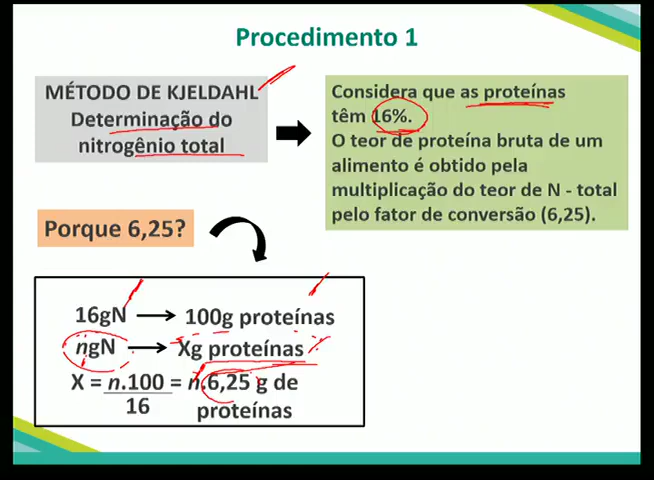 Procedimento 1
MÉTODO DE KJELDAHL
Determinação do
nitrogênio total
Considera que as proteínas
têm 16%.
O teor de proteína bruta de um
alimento é obtido pela
multiplicação do teor de N - total
pelo fator de conversão (6,25).
Porque 6,25?
16gN → 100g proteínas
ngN → Xg proteínas
X = n.100 = n.6,25 g de
16 proteínas